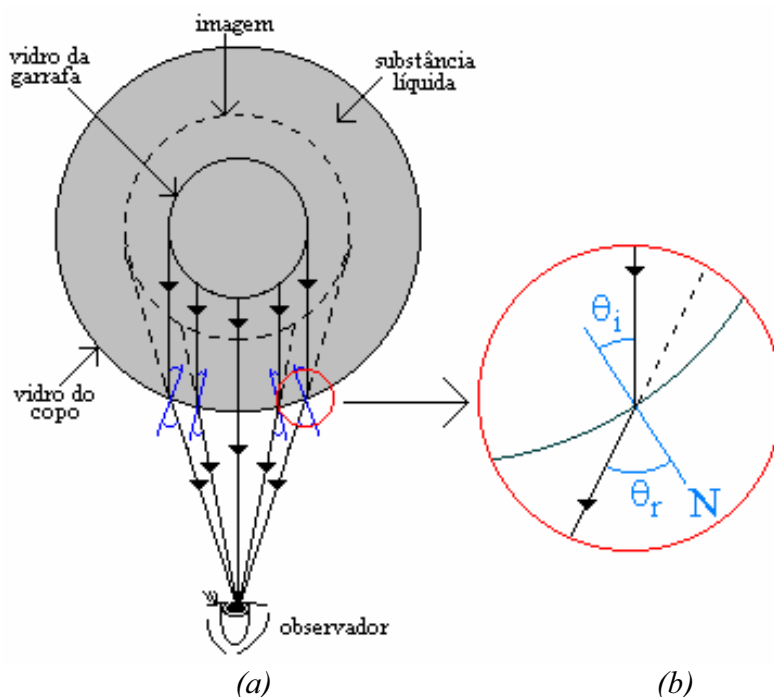 imagem
vidro da
garrafa
substância
líquida
vidro do
copo
θi
θr
N
observador
(a)
(b)